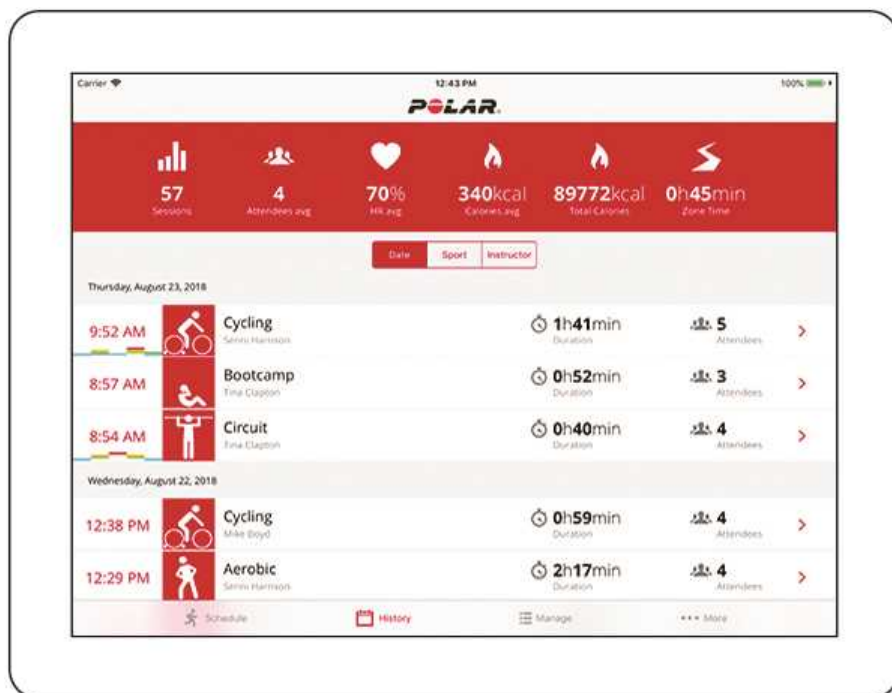 Carrier 12:43 PM 100%
POLAR.
57 4 70% 340kcal 89772kcal 0h45min
Sessions Attendees avg HR avg Calories avg Total Calories Zone Time
Date Sport Instructor
Thursday, August 23, 2018
9:52 AM Cycling 1h41min 5
Senni Harmson Duration Attendees
8:57 AM Bootcamp 0h52min 3
Tina Clapton Duration Attendees
8:54 AM Circuit 0h40min 4
Tina Clapton Duration Attendees
Wednesday, August 22, 2018
12:38 PM Cycling 0h59min 4
Mike Boyd Duration Attendees
12:29 PM Aerobic 2h17min 4
Senni Harmson Duration Attendees
Schedule History Manage More